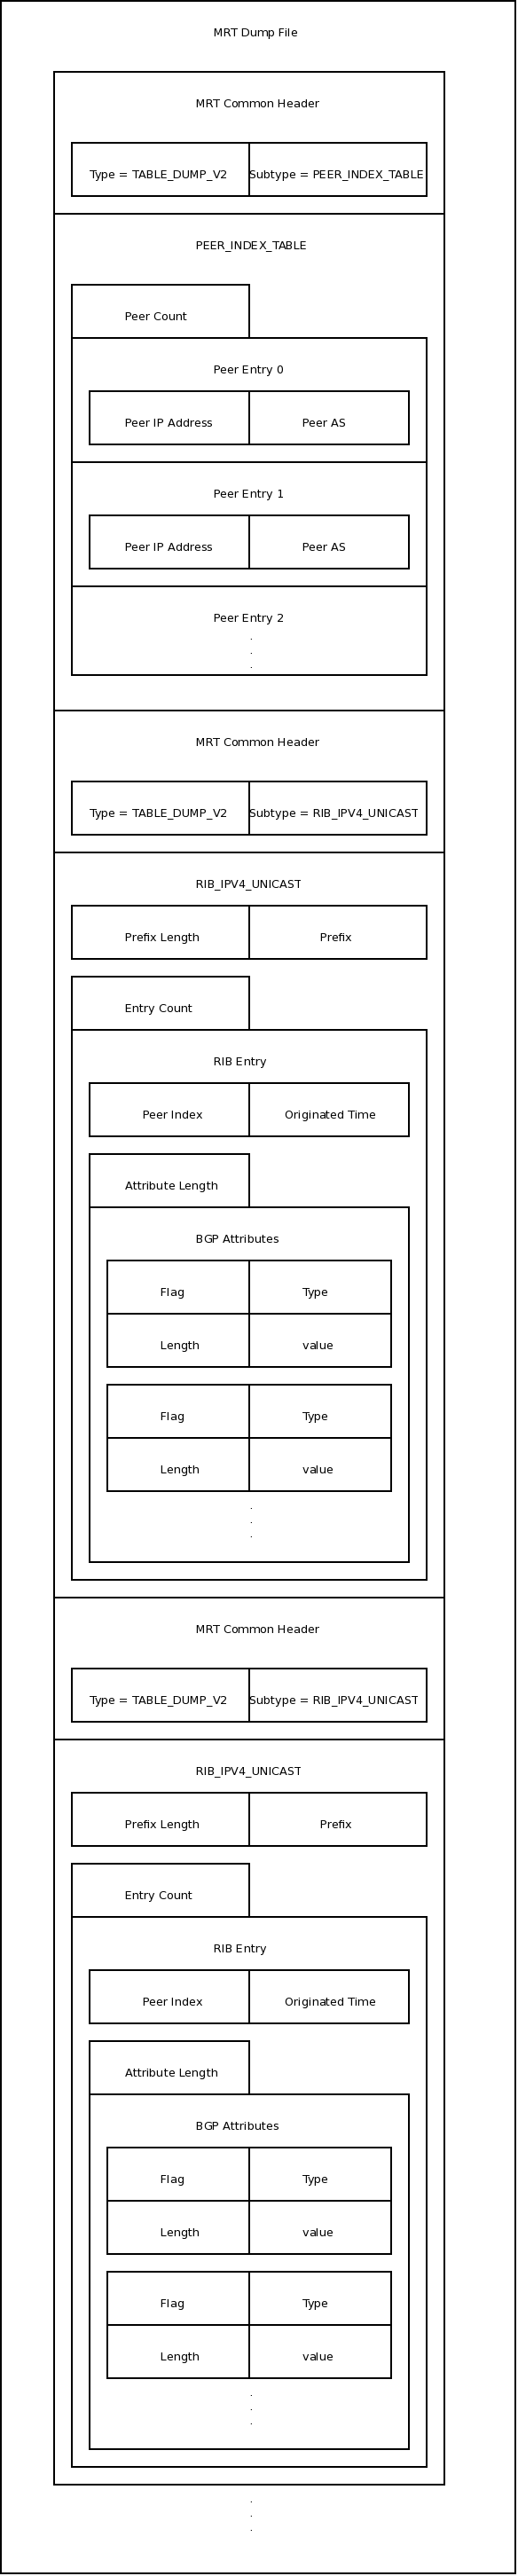 MRT Dump File
MRT Common Header
Type = TABLE_DUMP_V2 Subtype = PEER_INDEX_TABLE
PEER_INDEX_TABLE
Peer Count
Peer Entry 0
Peer IP Address Peer AS
Peer Entry 1
Peer IP Address Peer AS
Peer Entry 2
.
.
.
MRT Common Header
Type = TABLE_DUMP_V2 Subtype = RIB_IPV4_UNICAST
RIB_IPV4_UNICAST
Prefix Length Prefix
Entry Count
RIB Entry
Peer Index Originated Time
Attribute Length
BGP Attributes
Flag Type
Length value
Flag Type
Length value
.
.
.
MRT Common Header
Type = TABLE_DUMP_V2 Subtype = RIB_IPV4_UNICAST
RIB_IPV4_UNICAST
Prefix Length Prefix
Entry Count
RIB Entry
Peer Index Originated Time
Attribute Length
BGP Attributes
Flag Type
Length value
Flag Type
Length value
.
.
.
.
.
.